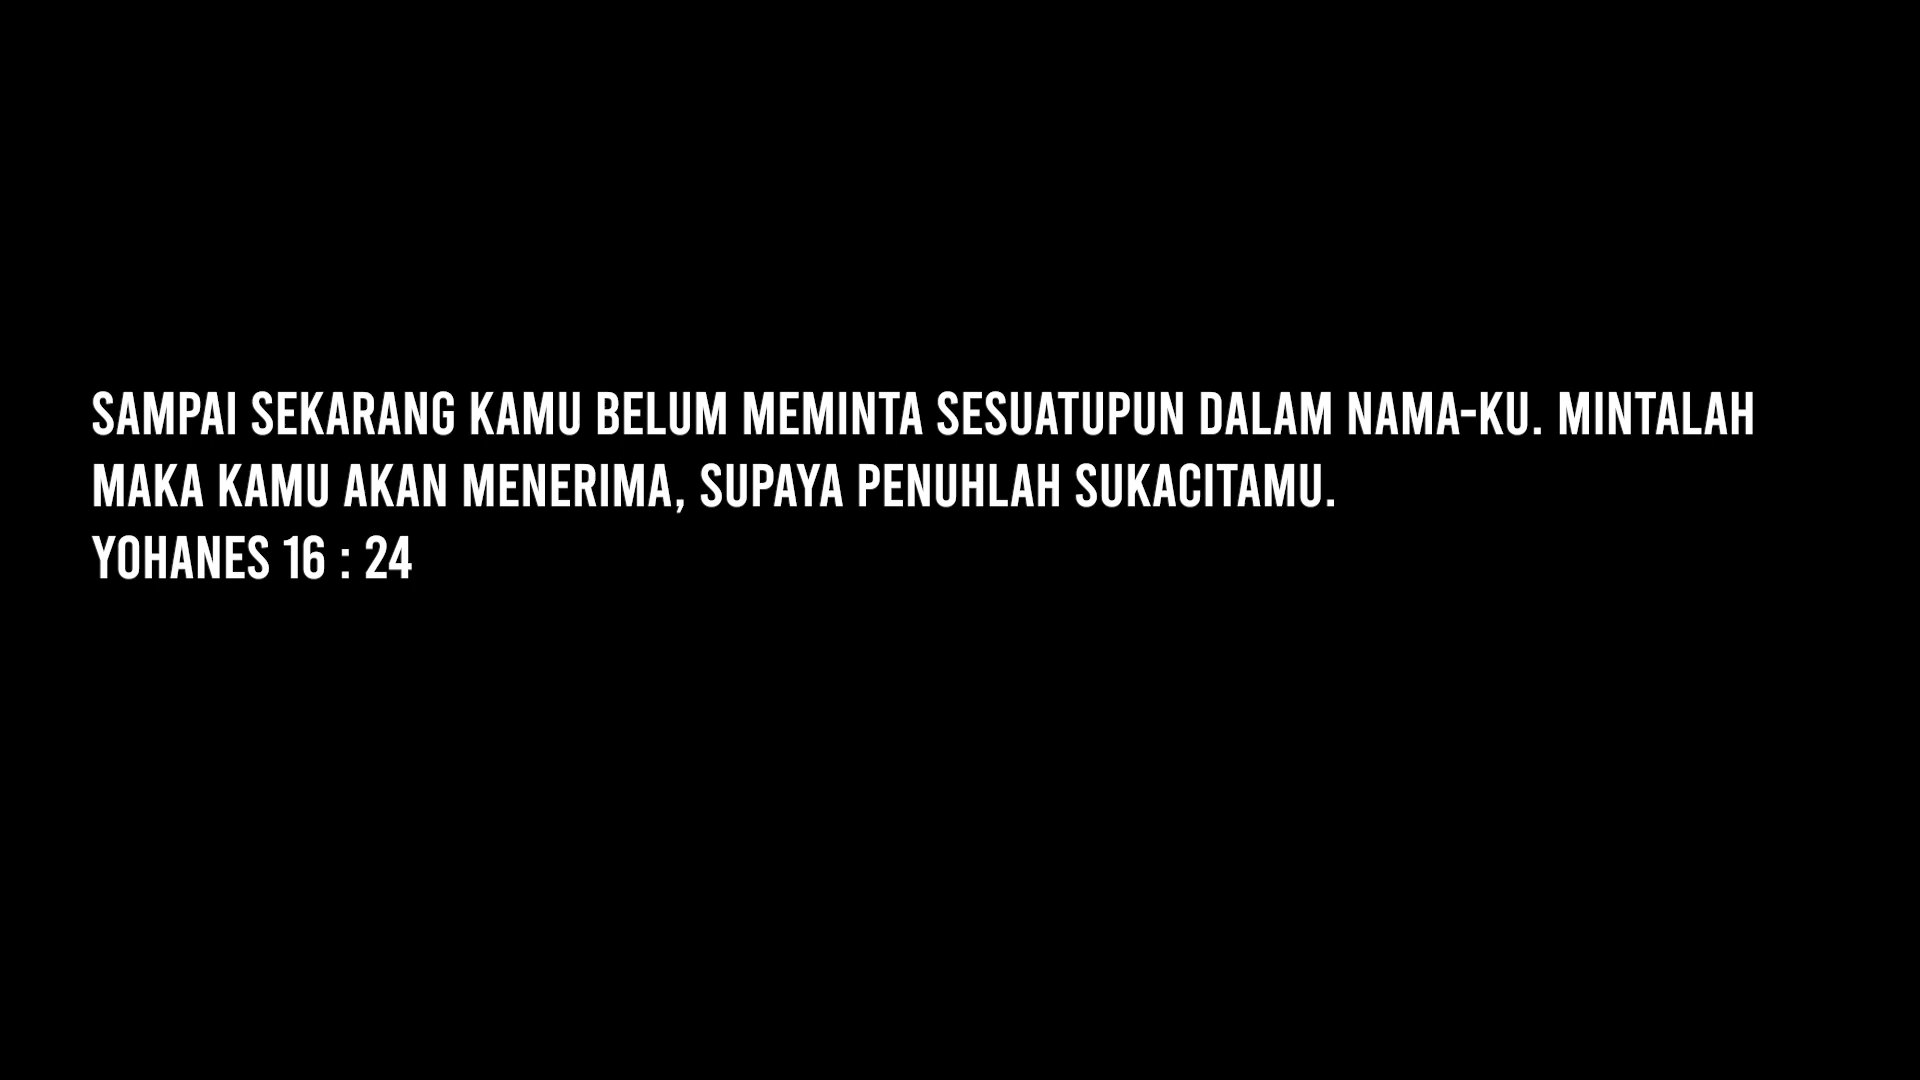 SAMPAI SEKARANG KAMU BELUM MEMINTA SESUATUPUN DALAM NAMA-KU. MINTALAH
MAKA KAMU AKAN MENERIMA, SUPAYA PENUHLAH SUKACITAMU.
YOHANES 16 : 24